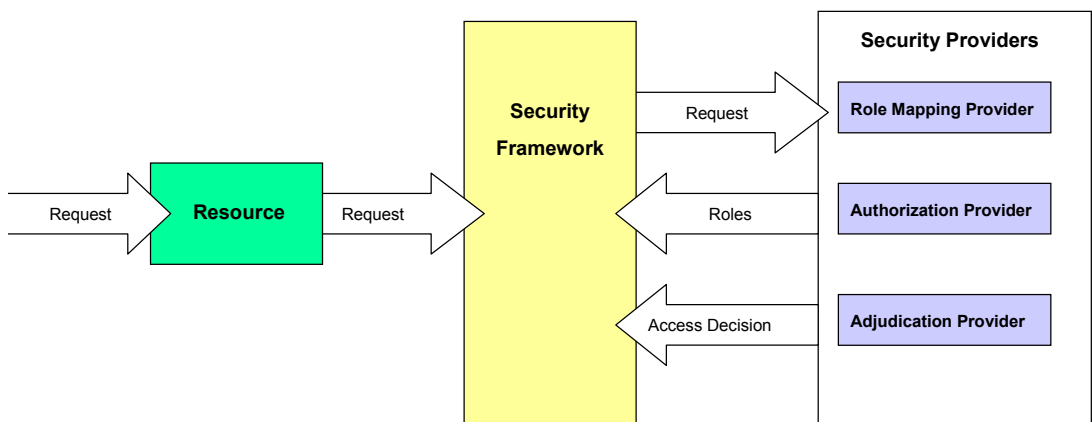 Security Providers
Security
Framework
Request
Role Mapping Provider
Request
Resource
Request
Roles
Authorization Provider
Access Decision
Adjudication Provider